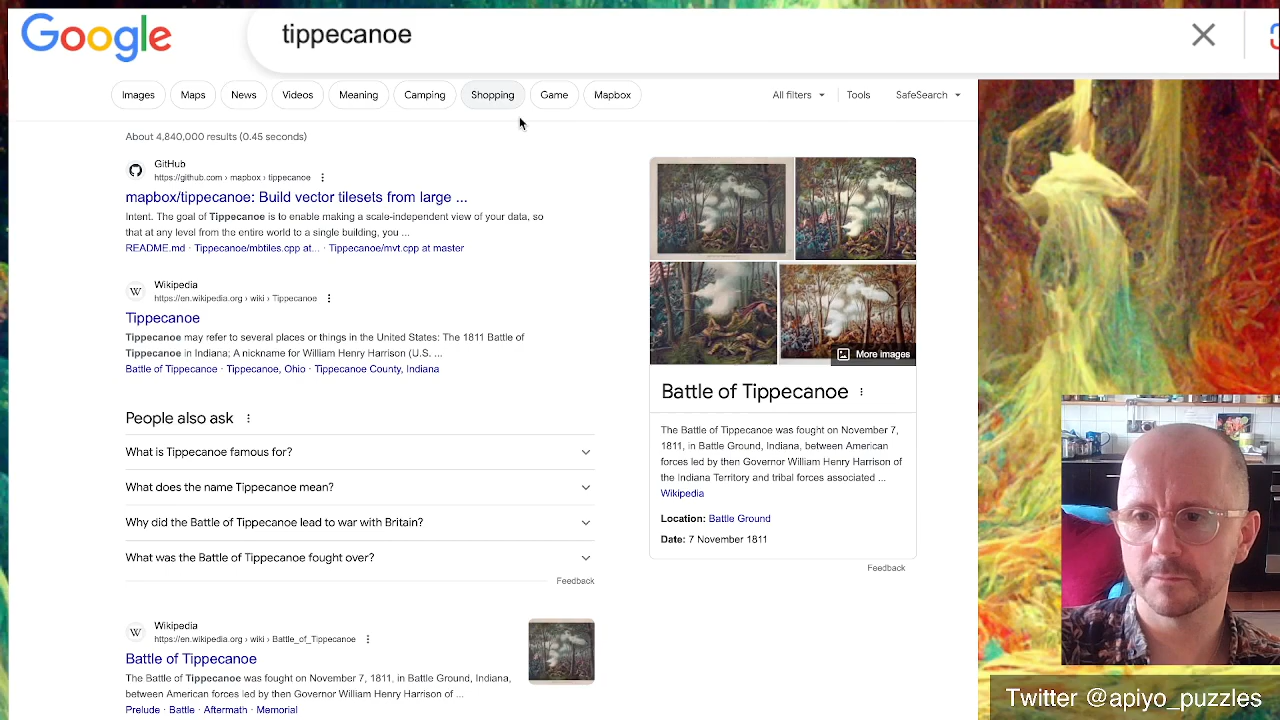 Google
tippecanoe
Images
Maps
News
Videos
Meaning
Camping
Shopping
Game
Mapbox
All filters
Tools
SafeSearch
About 4,840,000 results (0.45 seconds)
GitHub
https://github.com › mapbox › tippecanoe
mapbox/tippecanoe: Build vector tilesets from large ...
Intent. The goal of Tippecanoe is to enable making a scale-independent view of your data, so
that at any level from the entire world to a single building, you ...
README.md · Tippecanoe/mbtiles.cpp at... · Tippecanoe/mvt.cpp at master
W
Wikipedia
https://en.wikipedia.org › wiki › Tippecanoe
Tippecanoe
Tippecanoe may refer to several places or things in the United States: The 1811 Battle of
Tippecanoe in Indiana; A nickname for William Henry Harrison (U.S. ...
Battle of Tippecanoe · Tippecanoe, Ohio · Tippecanoe County, Indiana
People also ask
What is Tippecanoe famous for?
What does the name Tippecanoe mean?
Why did the Battle of Tippecanoe lead to war with Britain?
What was the Battle of Tippecanoe fought over?
Feedback
W
Wikipedia
https://en.wikipedia.org › wiki › Battle_of_Tippecanoe
Battle of Tippecanoe
The Battle of Tippecanoe was fought on November 7, 1811, in Battle Ground, Indiana,
between American forces led by then Governor William Henry Harrison of ...
Prelude · Battle · Aftermath · Memorial
More images
Battle of Tippecanoe
The Battle of Tippecanoe was fought on November 7,
1811, in Battle Ground, Indiana, between American
forces led by then Governor William Henry Harrison of
the Indiana Territory and tribal forces associated ...
Wikipedia
Location: Battle Ground
Date: 7 November 1811
Feedback
Twitter @apiyo_puzzles